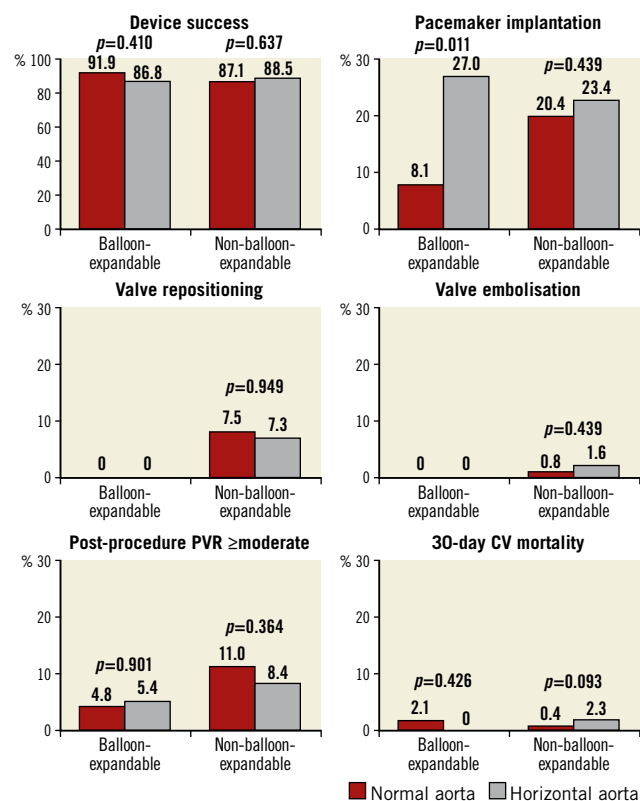 Device success
p=0.410 p=0.637
% 100
91.9 86.8 87.1 88.5
80
60
40
20
0
Balloon-expandable Non-balloon-expandable
Pacemaker implantation
% 30
p=0.011 27.0 p=0.439
8.1 20.4 23.4
20
10
0
Balloon-expandable Non-balloon-expandable
Valve repositioning
% 30
20
p=0.949
10
0 0 7.5 7.3
0
Balloon-expandable Non-balloon-expandable
Valve embolisation
% 30
20
10
p=0.439
0 0 0.8 1.6
0
Balloon-expandable Non-balloon-expandable
Post-procedure PVR ≥moderate
% 30
20
p=0.901 p=0.364
10
4.8 5.4 11.0 8.4
0
Balloon-expandable Non-balloon-expandable
30-day CV mortality
% 30
20
10
p=0.426 p=0.093
2.1 0 0.4 2.3
0
Balloon-expandable Non-balloon-expandable
Normal aorta Horizontal aorta